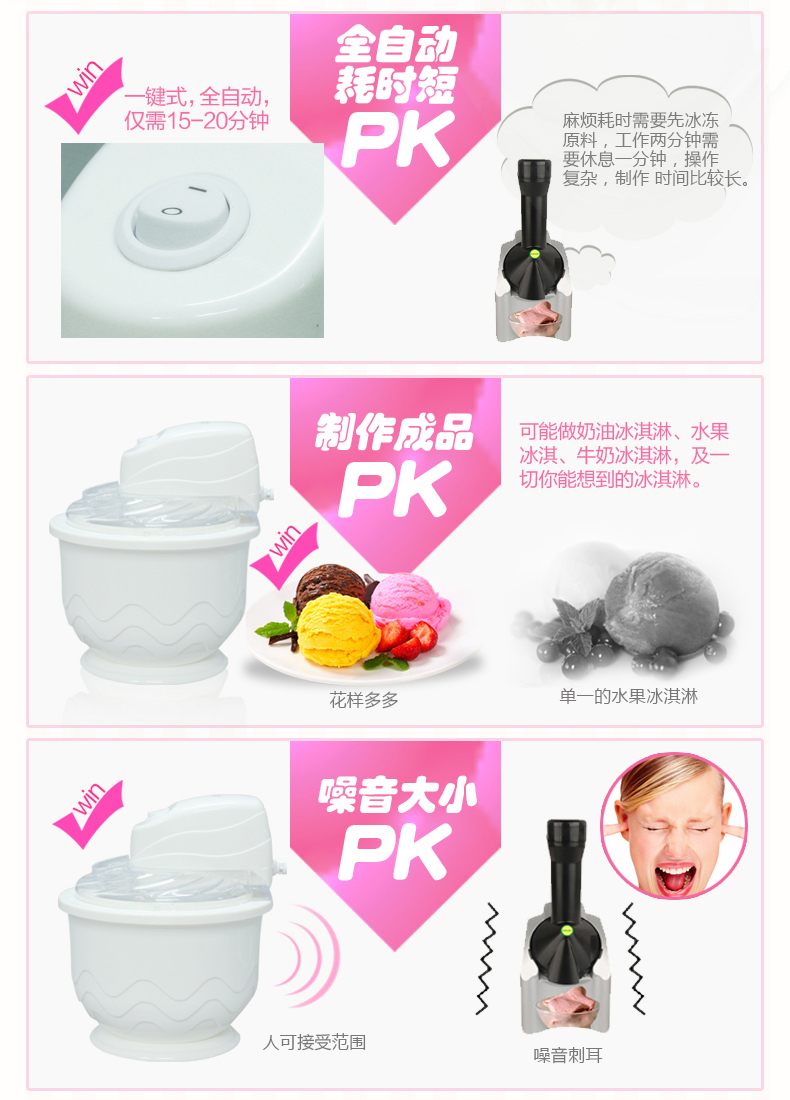 全自动
耗时短
PK
win
一键式，全自动，
仅需15-20分钟
麻烦耗时需要先冰冻
原料，工作两分钟需
要休息一分钟，操作
复杂，制作 时间比较长。
制作成品
PK
可能做奶油冰淇淋、水果
冰淇、牛奶冰淇淋，及一
切你能想到的冰淇淋。
win
花样多多
单一的水果冰淇淋
噪音大小
PK
win
人可接受范围
噪音刺耳